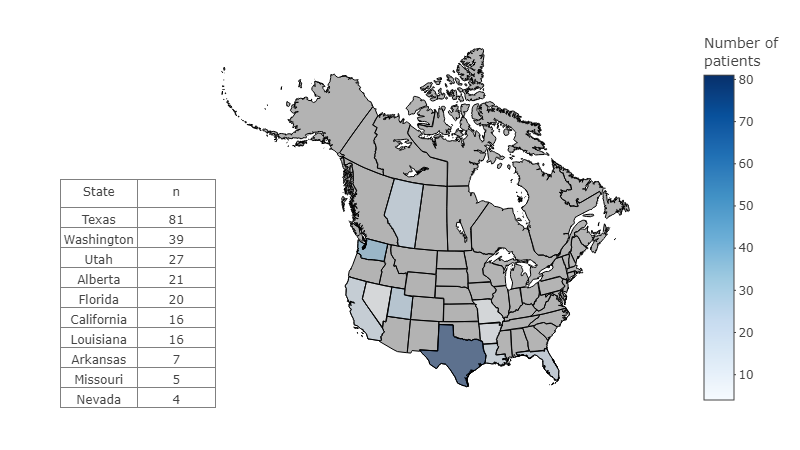 Number of
patients
80
70
60
50
40
30
20
10
State n
Texas 81
Washington 39
Utah 27
Alberta 21
Florida 20
California 16
Louisiana 16
Arkansas 7
Missouri 5
Nevada 4